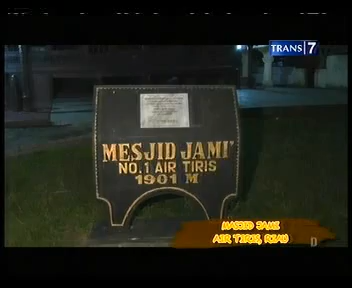 TRANS 7
MESJID JAMI'
NO.1 AIR TIRIS
1901 M
MASJID JAMI
AIR TIRIS, RIAU
D